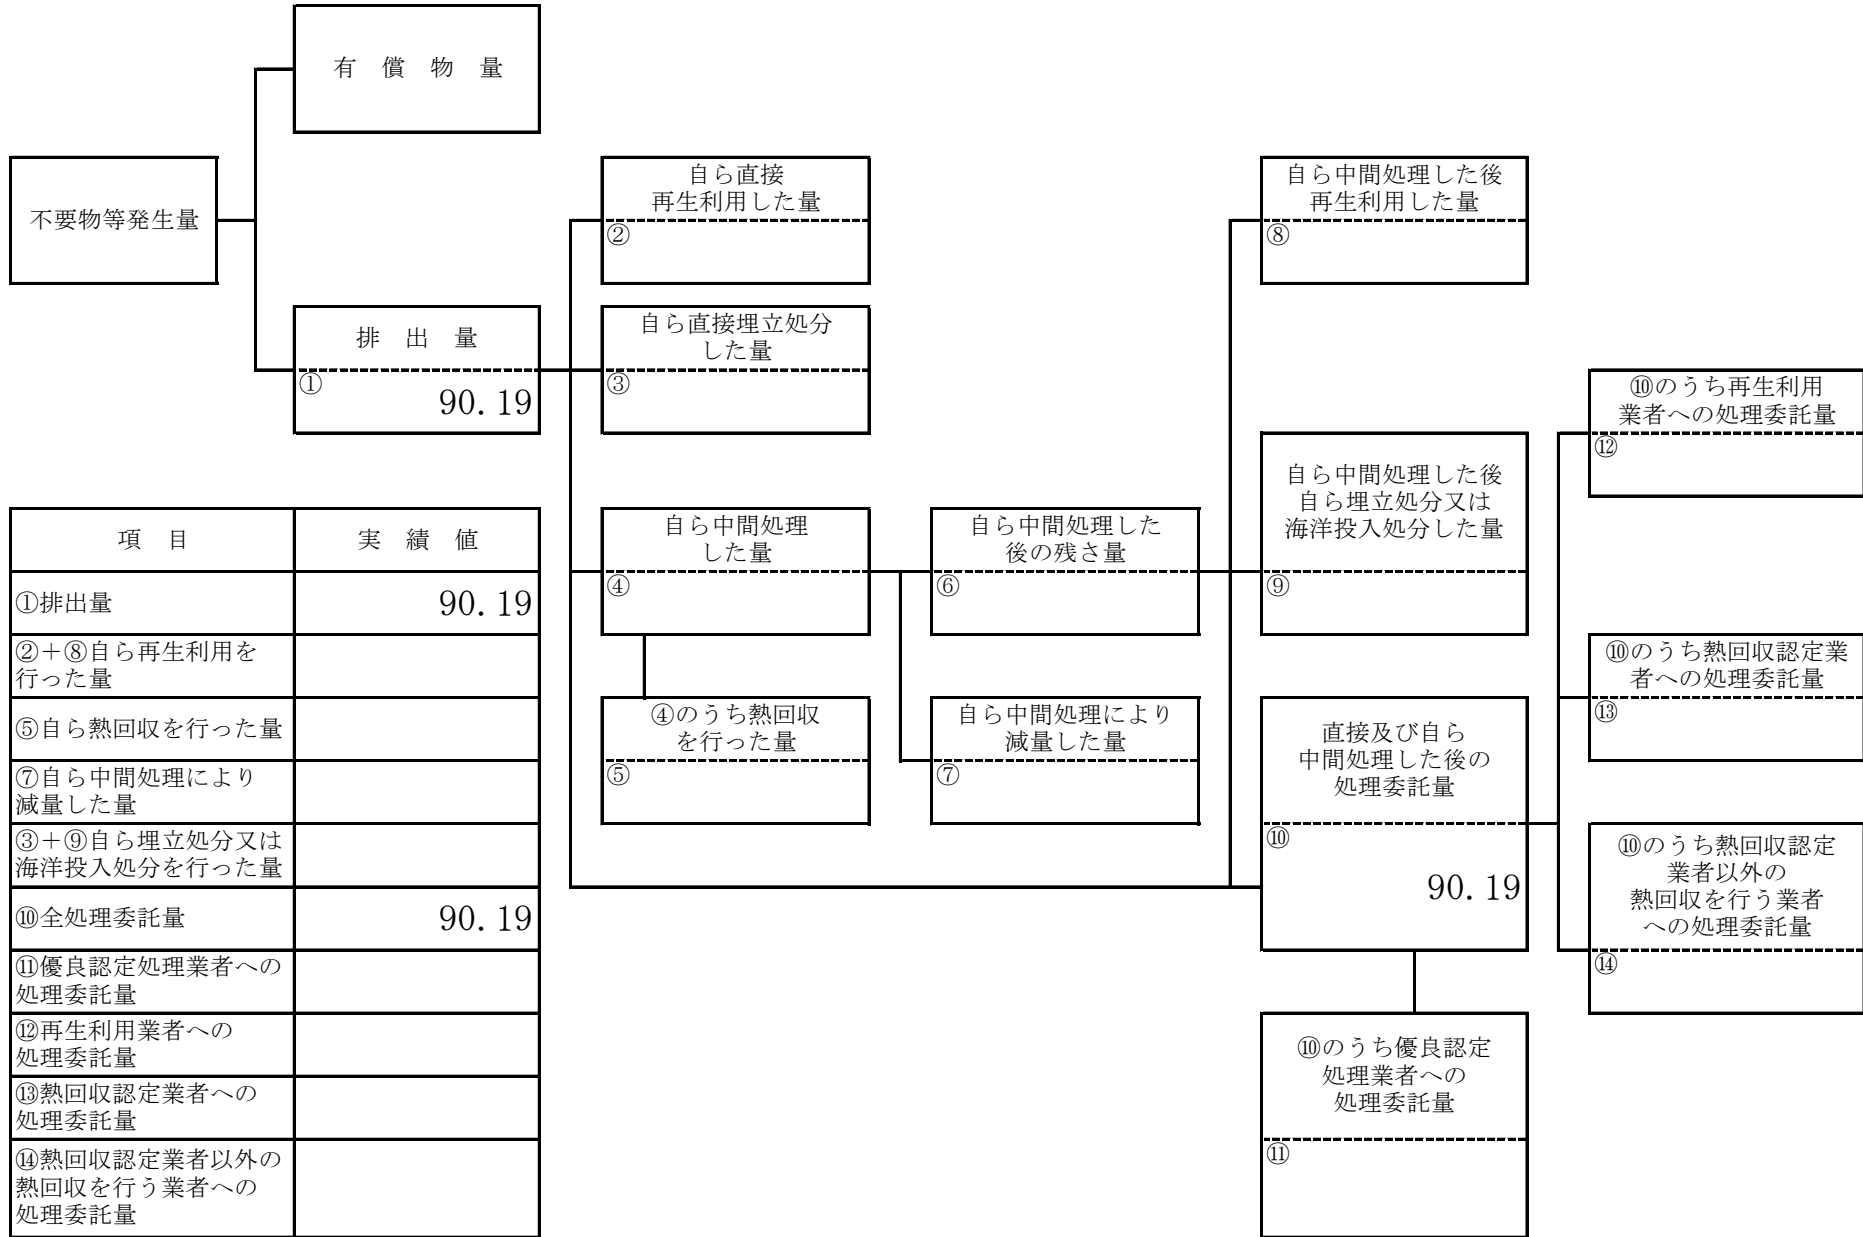 有　償　物　量
不要物等発生量
排　出　量
①
90.19
自ら直接
再生利用した量
②
自ら直接埋立処分
した量
③
自ら中間処理
した量
④
④のうち熱回収
を行った量
⑤
自ら中間処理した
後の残さ量
⑥
自ら中間処理により
減量した量
⑦
自ら中間処理した後
再生利用した量
⑧
自ら中間処理した後
自ら埋立処分又は
海洋投入処分した量
⑨
直接及び自ら
中間処理した後の
処理委託量
⑩
90.19
⑩のうち優良認定
処理業者への
処理委託量
⑪
⑩のうち再生利用
業者への処理委託量
⑫
⑩のうち熱回収認定業
者への処理委託量
⑬
⑩のうち熱回収認定
業者以外の
熱回収を行う業者
への処理委託量
⑭
項　目　実　績　値
①排出量　90.19
②＋⑧自ら再生利用を
行った量
⑤自ら熱回収を行った量
⑦自ら中間処理により
減量した量
③＋⑨自ら埋立処分又は
海洋投入処分を行った量
⑩全処理委託量　90.19
⑪優良認定処理業者への
処理委託量
⑫再生利用業者への
処理委託量
⑬熱回収認定業者への
処理委託量
⑭熱回収認定業者以外の
熱回収を行う業者への
処理委託量